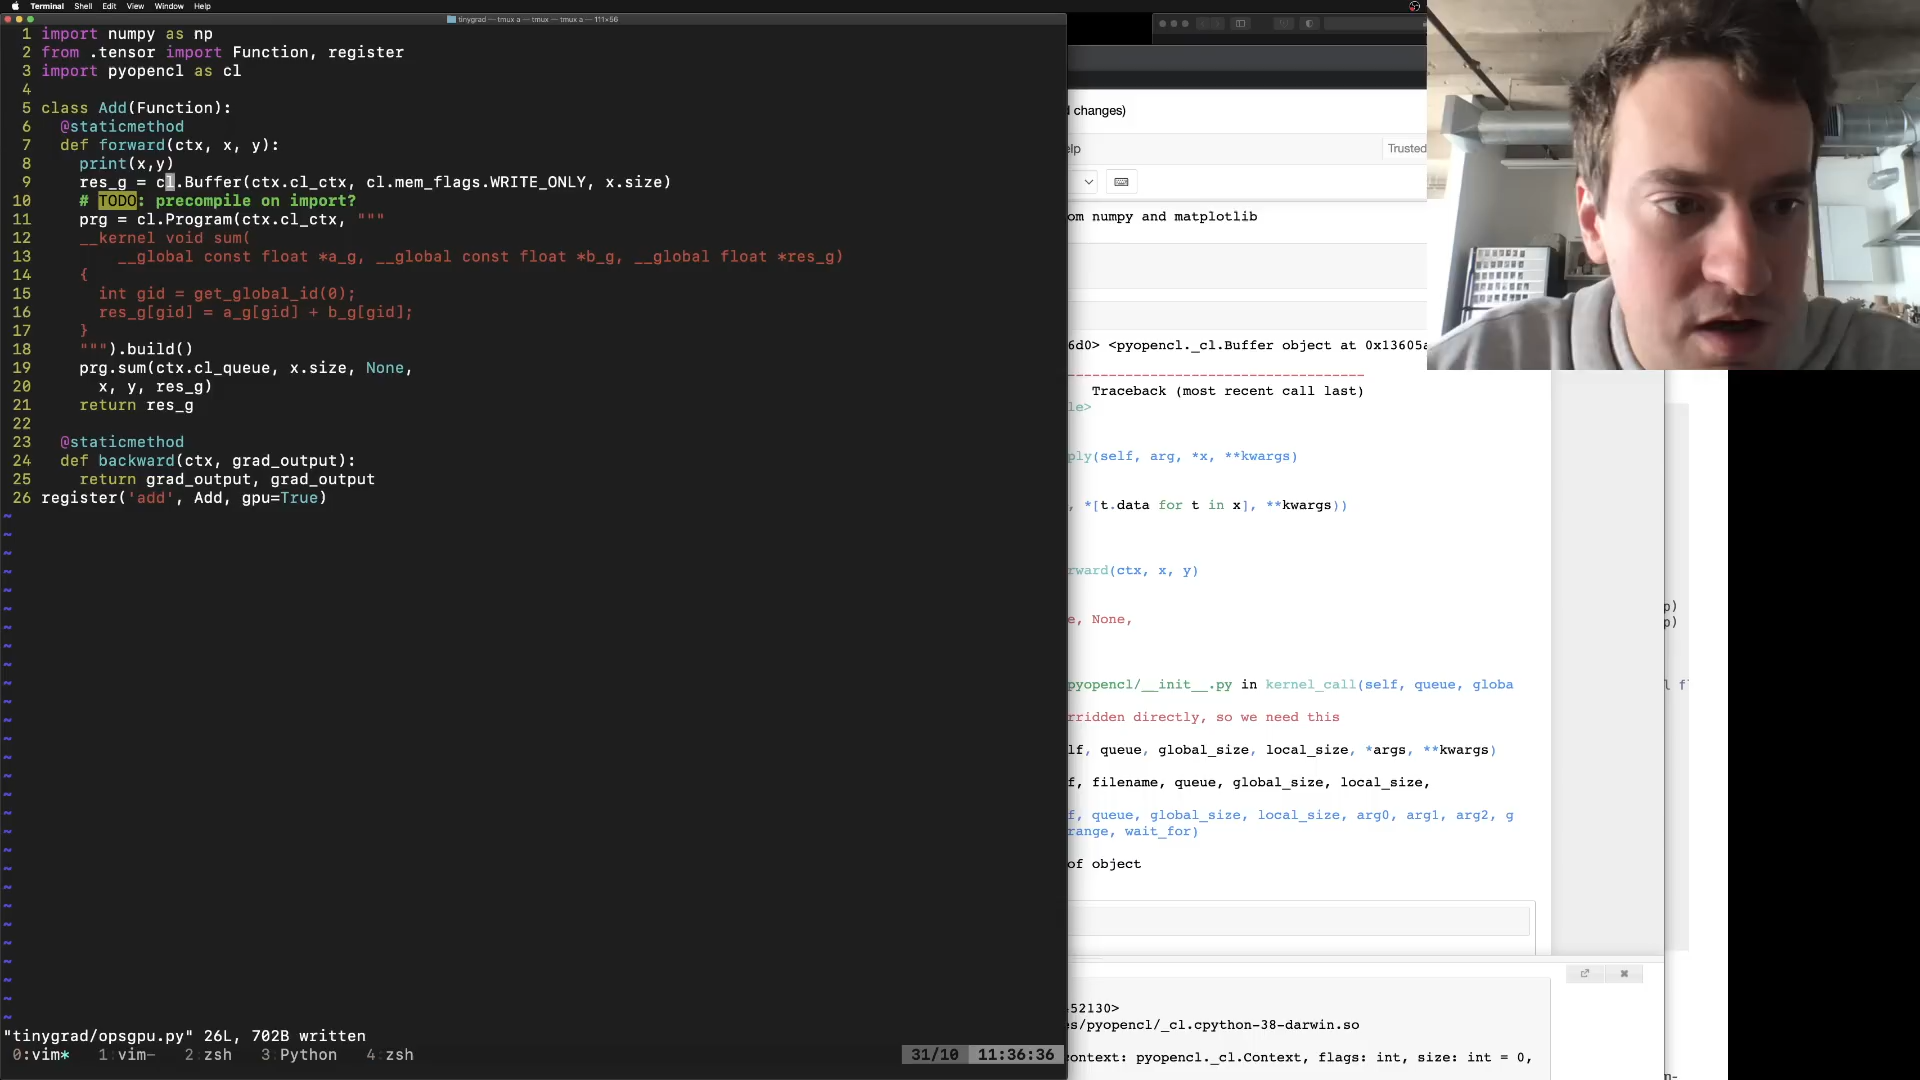 Terminal Shell Edit View Window Help
tinygrad — tmux a — tmux — tmux a — 111×56
1 import numpy as np
2 from .tensor import Function, register
3 import pyopencl as cl
4
5 class Add(Function):
6 @staticmethod
7 def forward(ctx, x, y):
8 print(x,y)
9 res_g = cl.Buffer(ctx.cl_ctx, cl.mem_flags.WRITE_ONLY, x.size)
10 # TODO: precompile on import?
11 prg = cl.Program(ctx.cl_ctx, """
12 __kernel void sum(
13 __global const float *a_g, __global const float *b_g, __global float *res_g)
14 {
15 int gid = get_global_id(0);
16 res_g[gid] = a_g[gid] + b_g[gid];
17 }
18 """).build()
19 prg.sum(ctx.cl_queue, x.size, None,
20 x, y, res_g)
21 return res_g
22
23 @staticmethod
24 def backward(ctx, grad_output):
25 return grad_output, grad_output
26 register('add', Add, gpu=True)
"tinygrad/opsgpu.py" 26L, 702B written
0:vim* 1:vim- 2:zsh 3:Python 4:zsh
31/10 11:36:36
changes)
elp
Trusted
om numpy and matplotlib
6d0> <pyopencl._cl.Buffer object at 0x13605a
Traceback (most recent call last)
le>
ply(self, arg, *x, **kwargs)
, *[t.data for t in x], **kwargs))
rward(ctx, x, y)
e, None,
pyopencl/__init__.py in kernel_call(self, queue, globa
rridden directly, so we need this
lf, queue, global_size, local_size, *args, **kwargs)
f, filename, queue, global_size, local_size,
f, queue, global_size, local_size, arg0, arg1, arg2, g
range, wait_for)
of object
52130>
es/pyopencl/_cl.cpython-38-darwin.so
context: pyopencl._cl.Context, flags: int, size: int = 0,
p)
p)
l f
m-